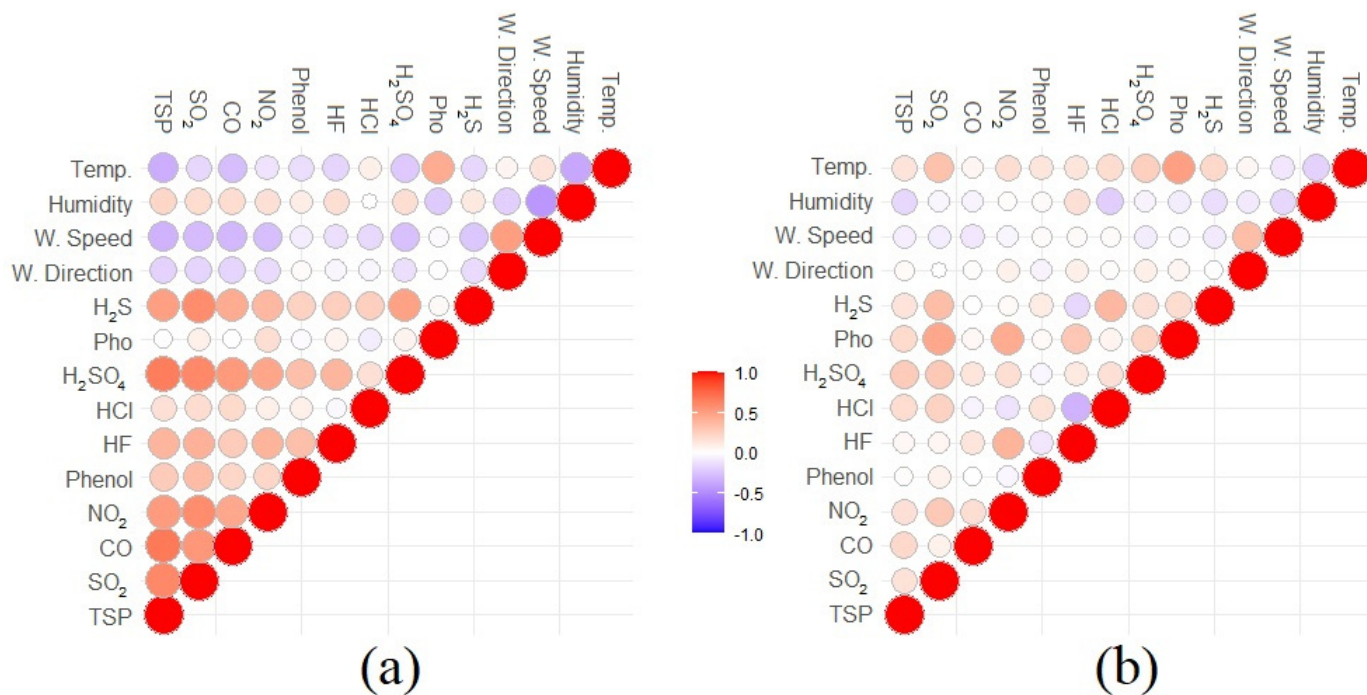 TSP
SO₂
CO
NO₂
Phenol
HF
HCl
H₂SO₄
Pho
H₂S
W. Direction
W. Speed
Humidity
Temp.
Temp.
Humidity
W. Speed
W. Direction
H₂S
Pho
H₂SO₄
HCl
HF
Phenol
NO₂
CO
SO₂
TSP
(a)
1.0
0.5
0.0
-0.5
-1.0
TSP
SO₂
CO
NO₂
Phenol
HF
HCl
H₂SO₄
Pho
H₂S
W. Direction
W. Speed
Humidity
Temp.
Temp.
Humidity
W. Speed
W. Direction
H₂S
Pho
H₂SO₄
HCl
HF
Phenol
NO₂
CO
SO₂
TSP
(b)